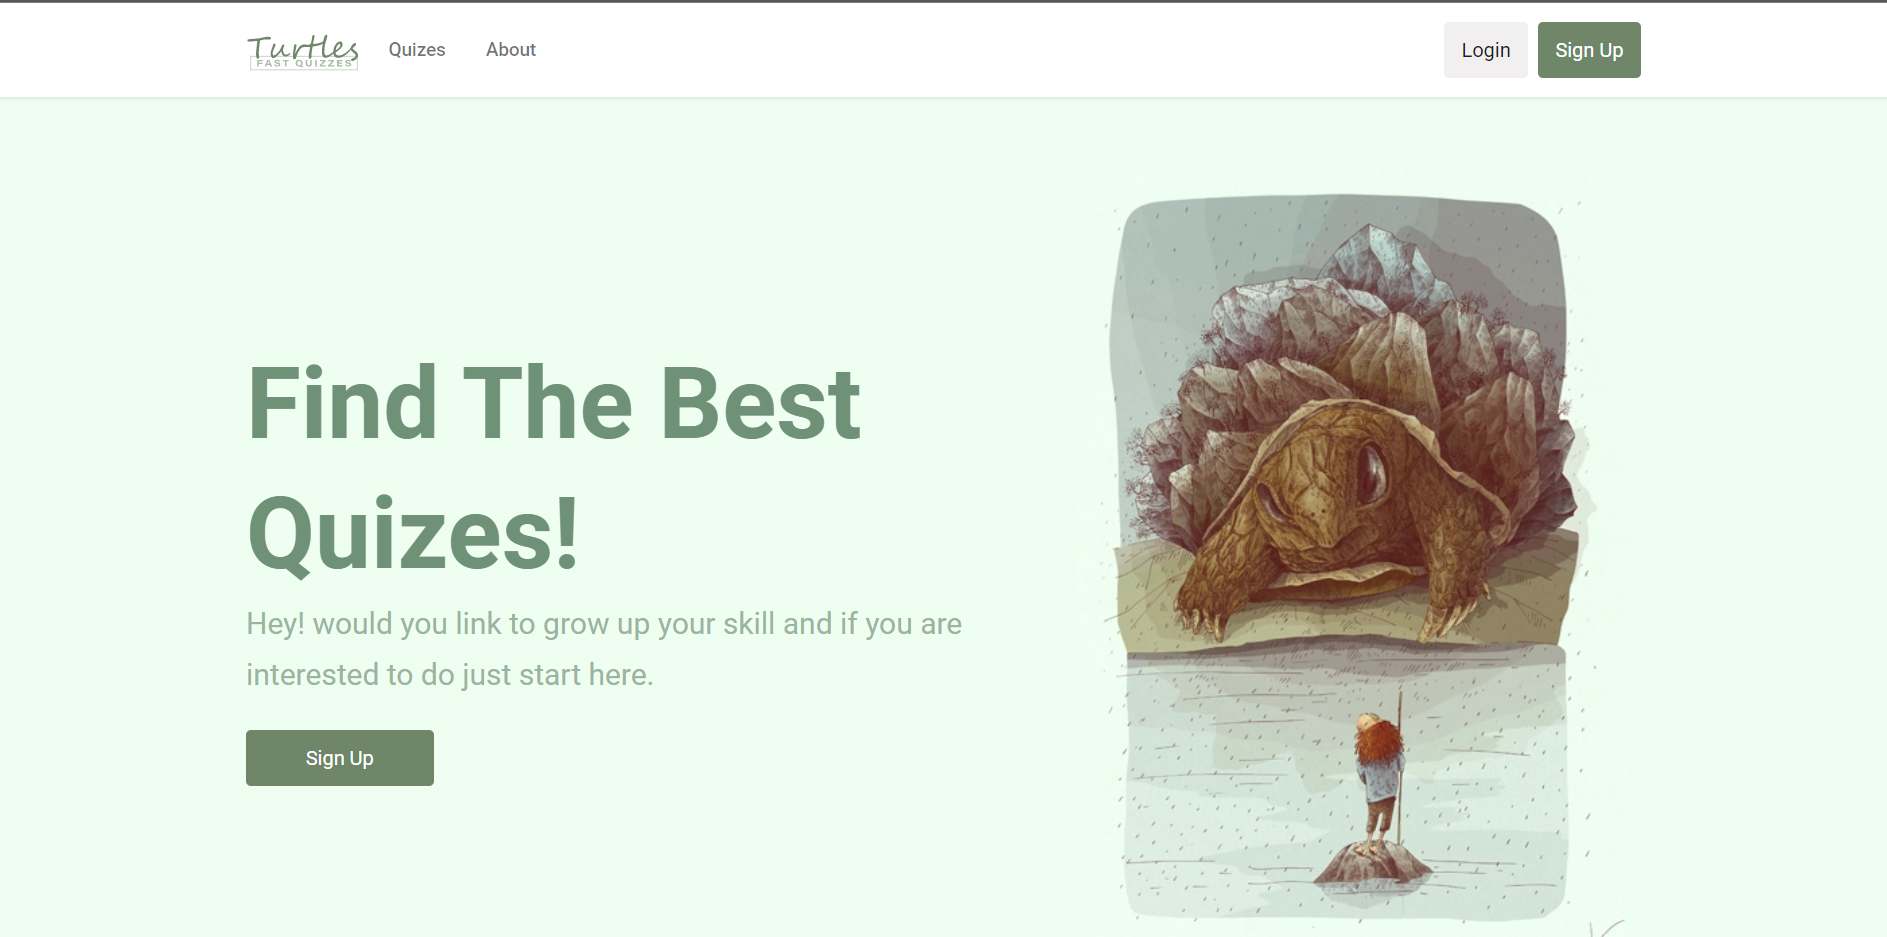 Turtles
FAST QUIZZES
Quizes
About
Login
Sign Up
Find The Best
Quizes!
Hey! would you link to grow up your skill and if you are
interested to do just start here.
Sign Up